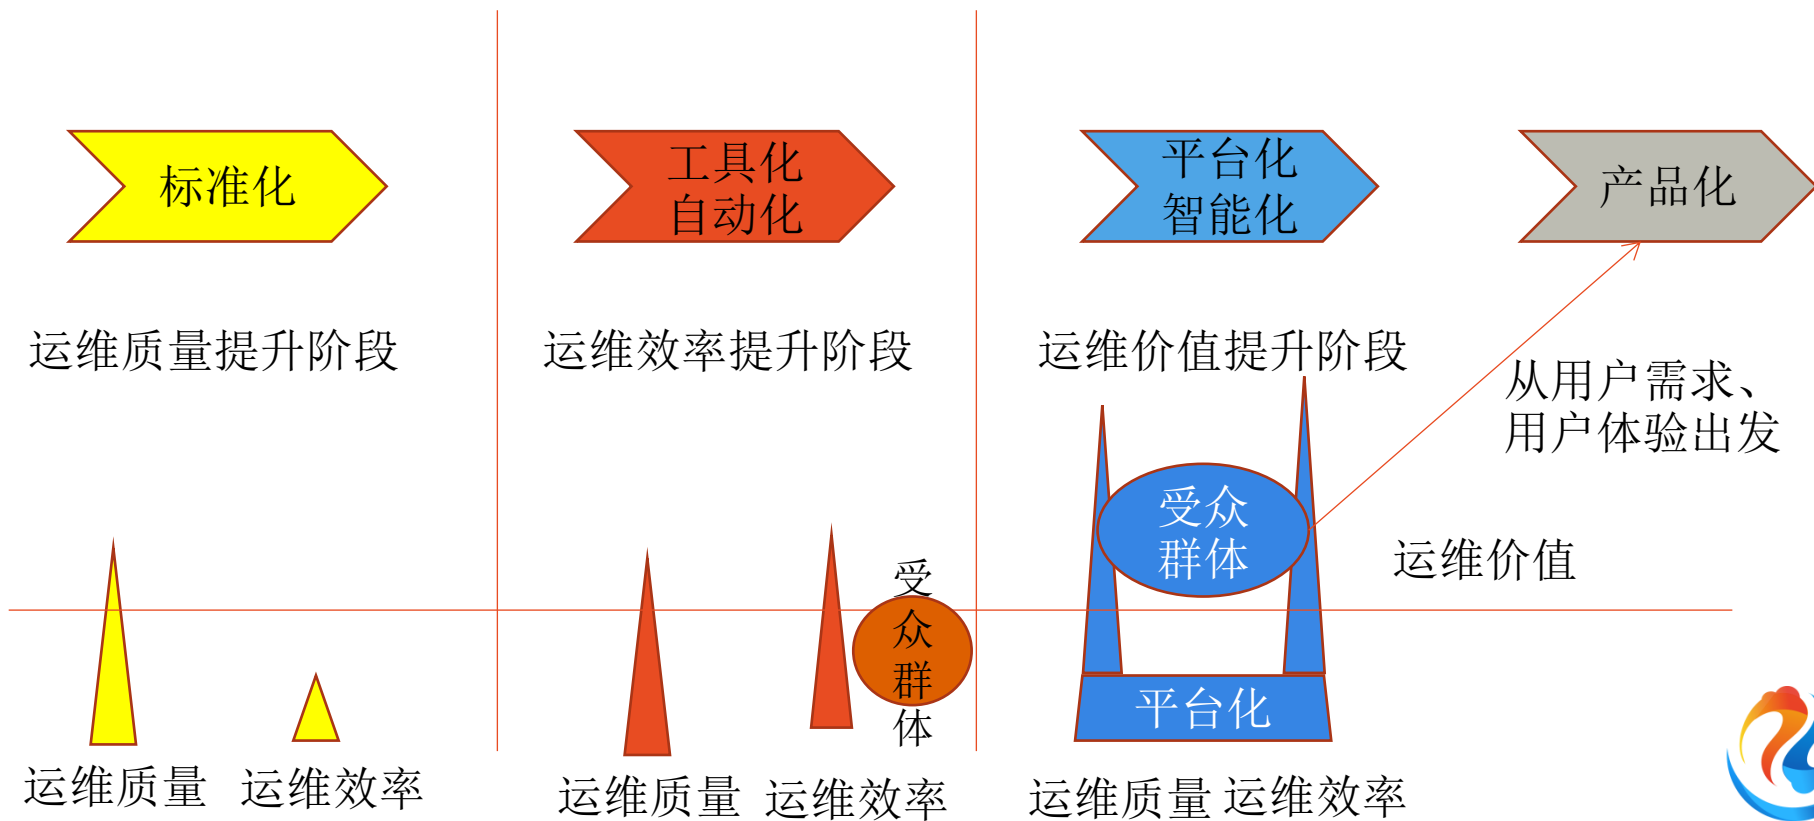 标准化
工具化
自动化
平台化
智能化
产品化
运维质量提升阶段
运维效率提升阶段
运维价值提升阶段
从用户需求、
用户体验出发
受众
群体
运维价值
受
众
群
体
平台化
运维质量
运维效率
运维质量
运维效率
运维质量
运维效率